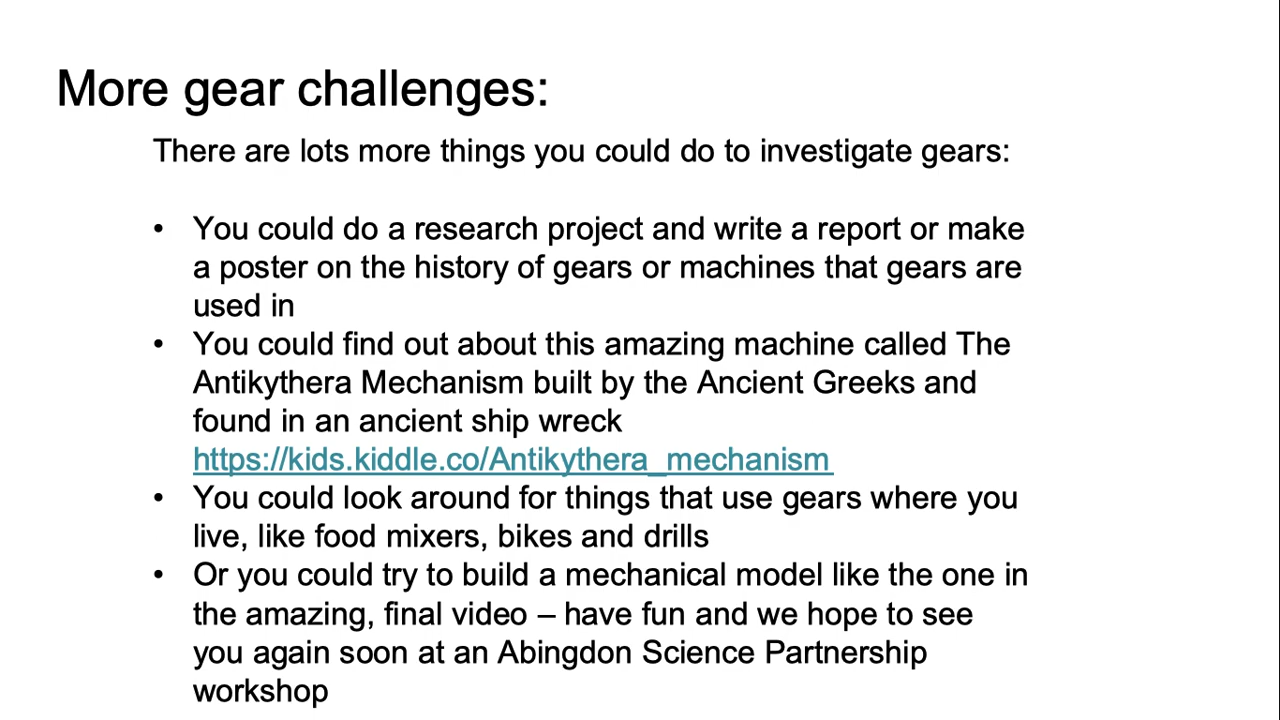 More gear challenges:
There are lots more things you could do to investigate gears:
• You could do a research project and write a report or make
a poster on the history of gears or machines that gears are
used in
• You could find out about this amazing machine called The
Antikythera Mechanism built by the Ancient Greeks and
found in an ancient ship wreck
https://kids.kiddle.co/Antikythera_mechanism
• You could look around for things that use gears where you
live, like food mixers, bikes and drills
• Or you could try to build a mechanical model like the one in
the amazing, final video – have fun and we hope to see
you again soon at an Abingdon Science Partnership
workshop